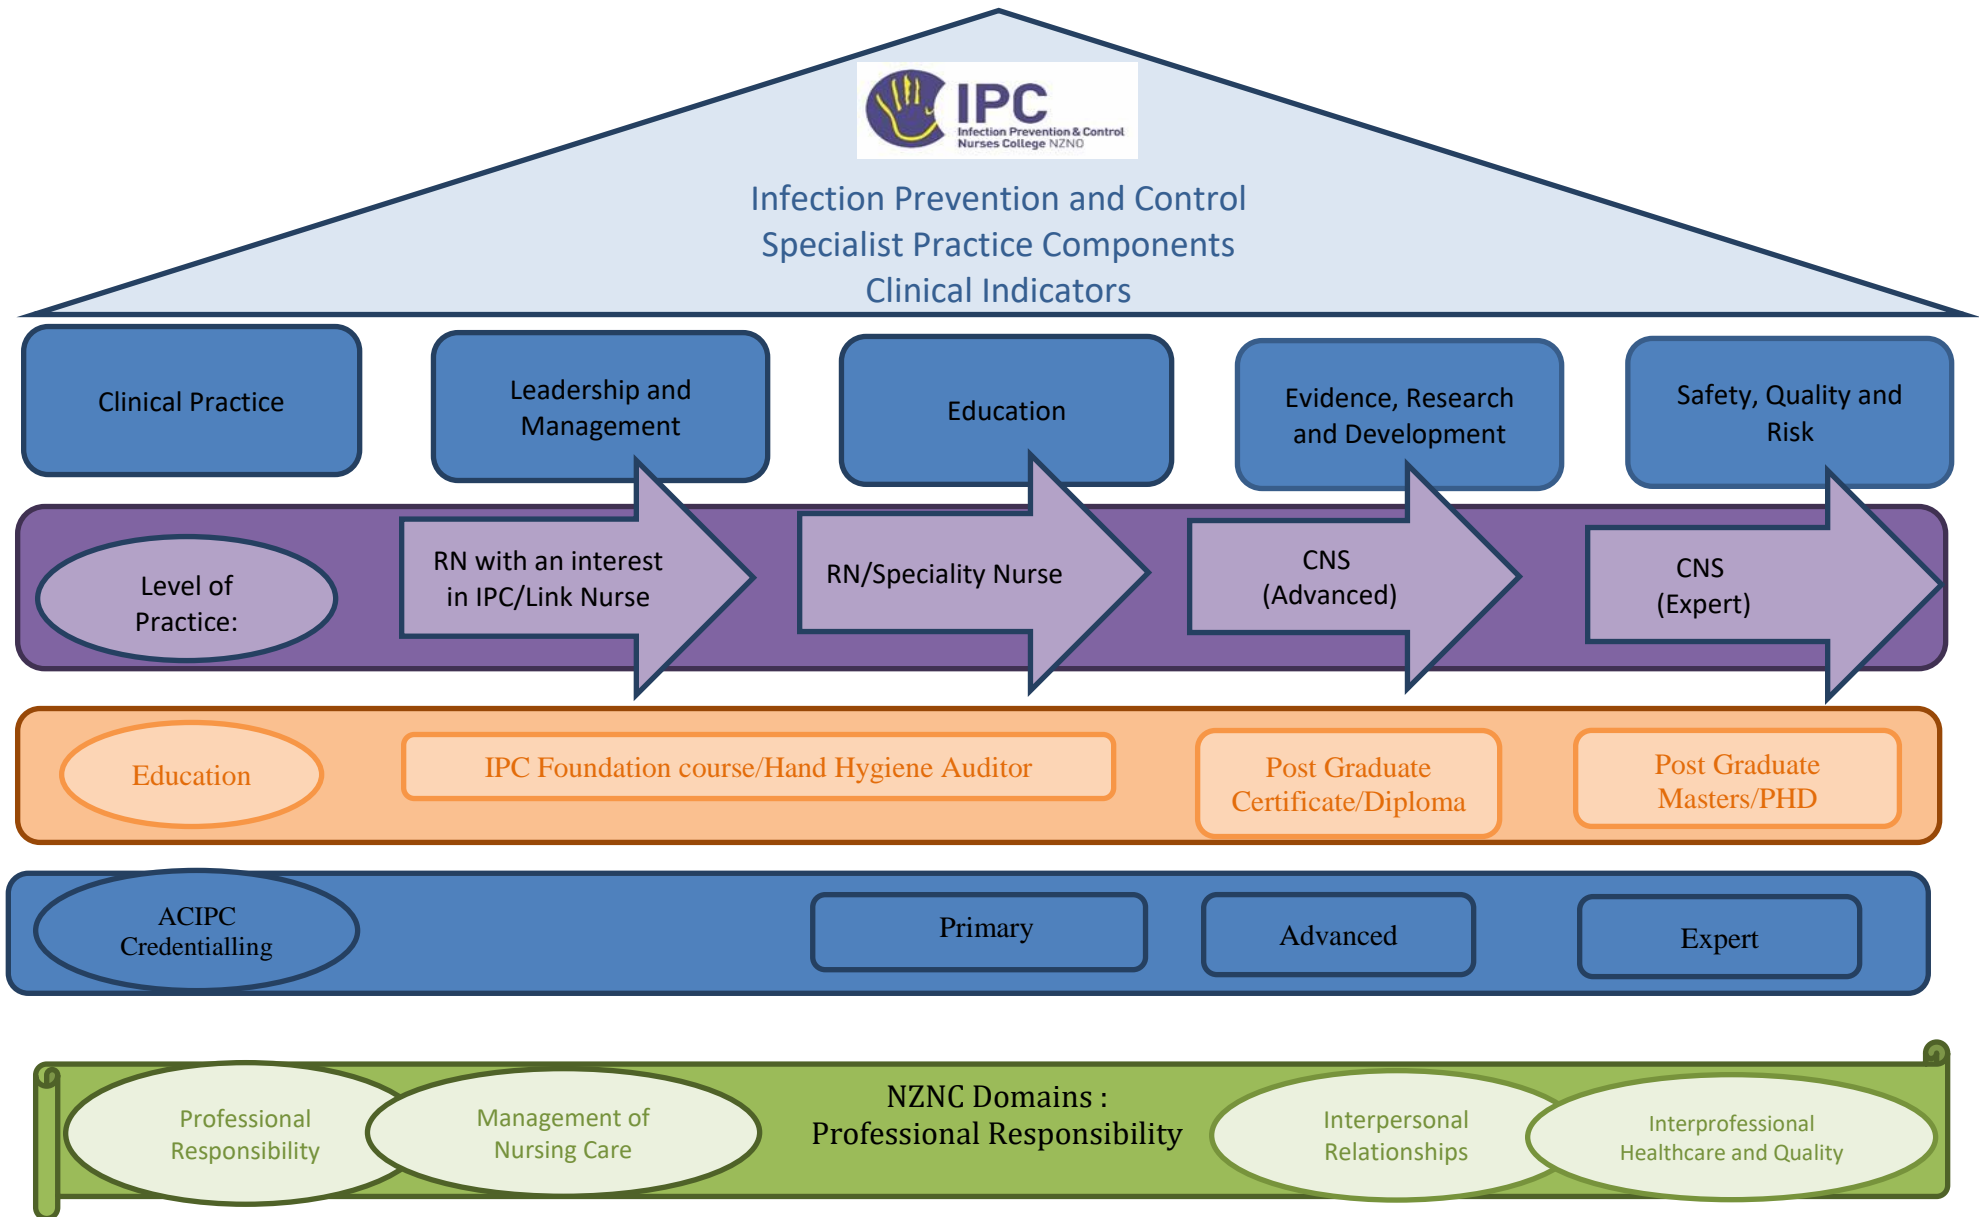 IPC
Infection Prevention & Control
Nurses College NZNO
Infection Prevention and Control
Specialist Practice Components
Clinical Indicators
Clinical Practice
Leadership and
Management
Education
Evidence, Research
and Development
Safety, Quality and
Risk
Level of
Practice:
RN with an interest
in IPC/Link Nurse
RN/Speciality Nurse
CNS
(Advanced)
CNS
(Expert)
Education
IPC Foundation course/Hand Hygiene Auditor
Post Graduate
Certificate/Diploma
Post Graduate
Masters/PHD
ACIPC
Credentialling
Primary
Advanced
Expert
Professional
Responsibility
Management of
Nursing Care
NZNC Domains :
Professional Responsibility
Interpersonal
Relationships
Interprofessional
Healthcare and Quality